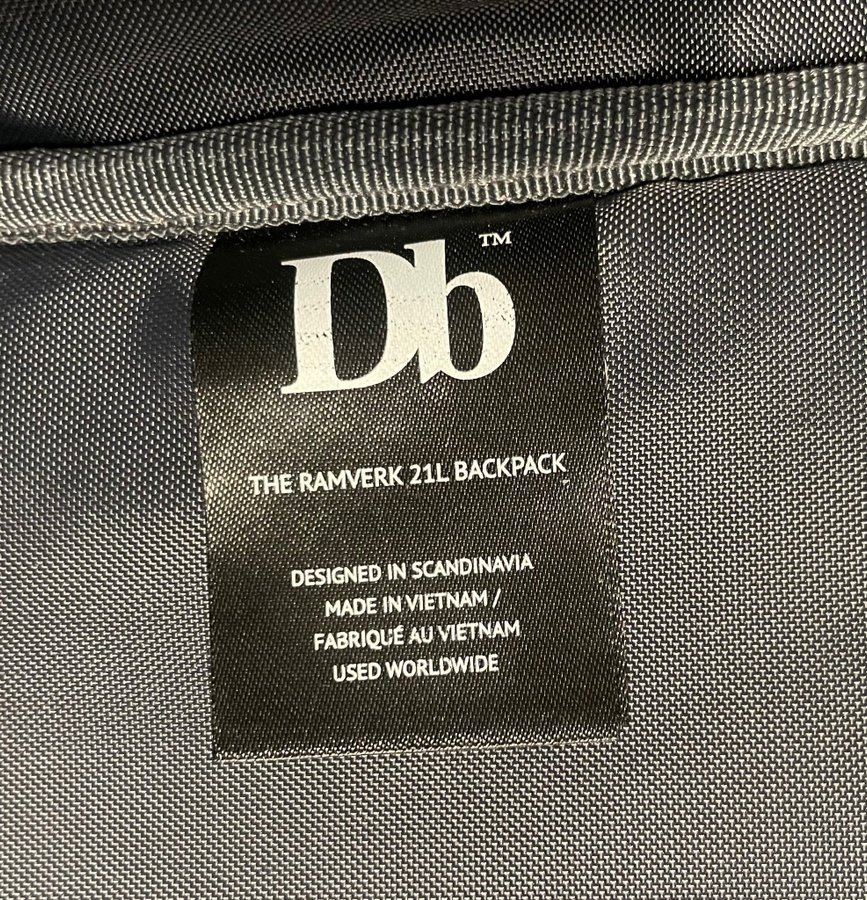 Db™
THE RAMVERK 21L BACKPACK
DESIGNED IN SCANDINAVIA
MADE IN VIETNAM /
FABRIQUÉ AU VIETNAM
USED WORLDWIDE